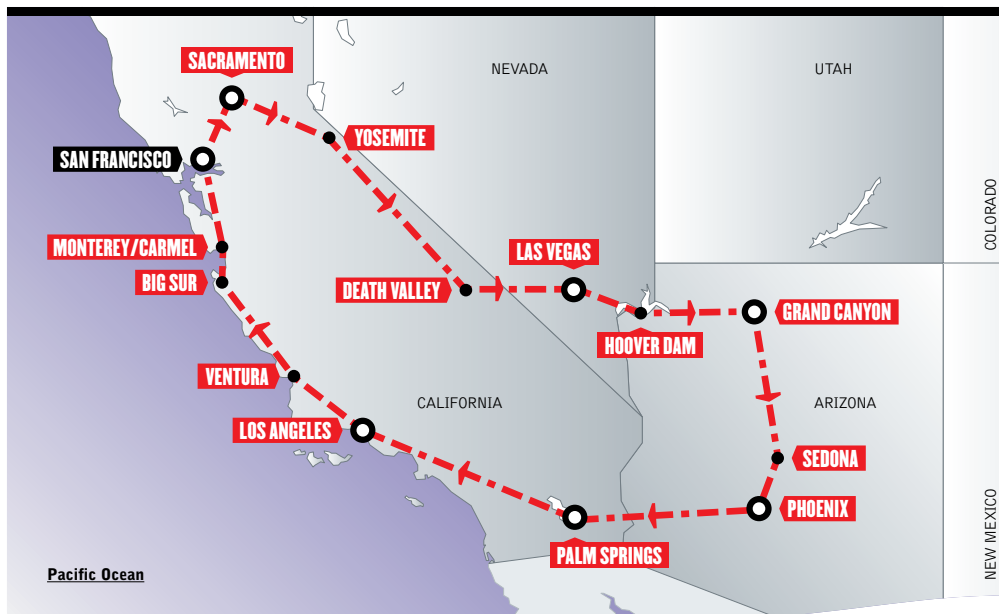 SACRAMENTO
NEVADA
UTAH
YOSEMITE
SAN FRANCISCO
COLORADO
MONTEREY/CARMEL
LAS VEGAS
BIG SUR
DEATH VALLEY
GRAND CANYON
HOOVER DAM
VENTURA
CALIFORNIA
ARIZONA
LOS ANGELES
SEDONA
PHOENIX
NEW MEXICO
PALM SPRINGS
Pacific Ocean